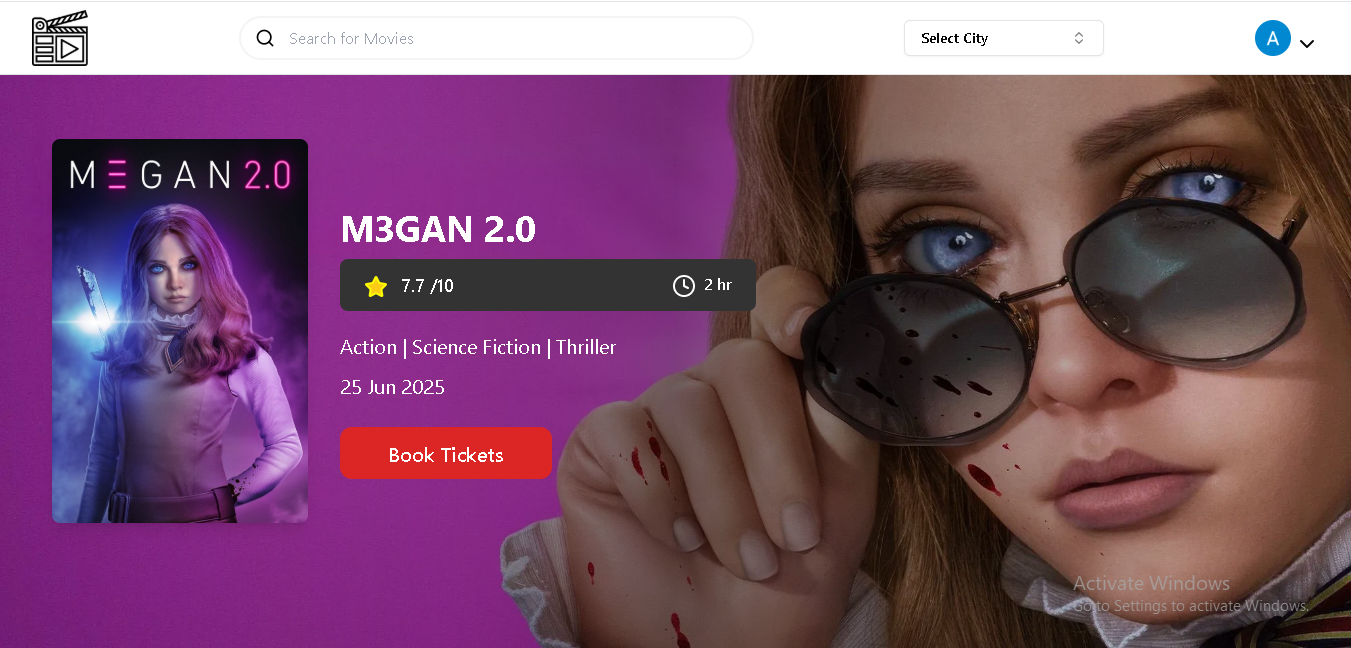 Search for Movies
Select City
A
MEGAN 2.0
M3GAN 2.0
7.7 /10
2 hr
Action | Science Fiction | Thriller
25 Jun 2025
Book Tickets
Activate Windows
Go to Settings to activate Windows.